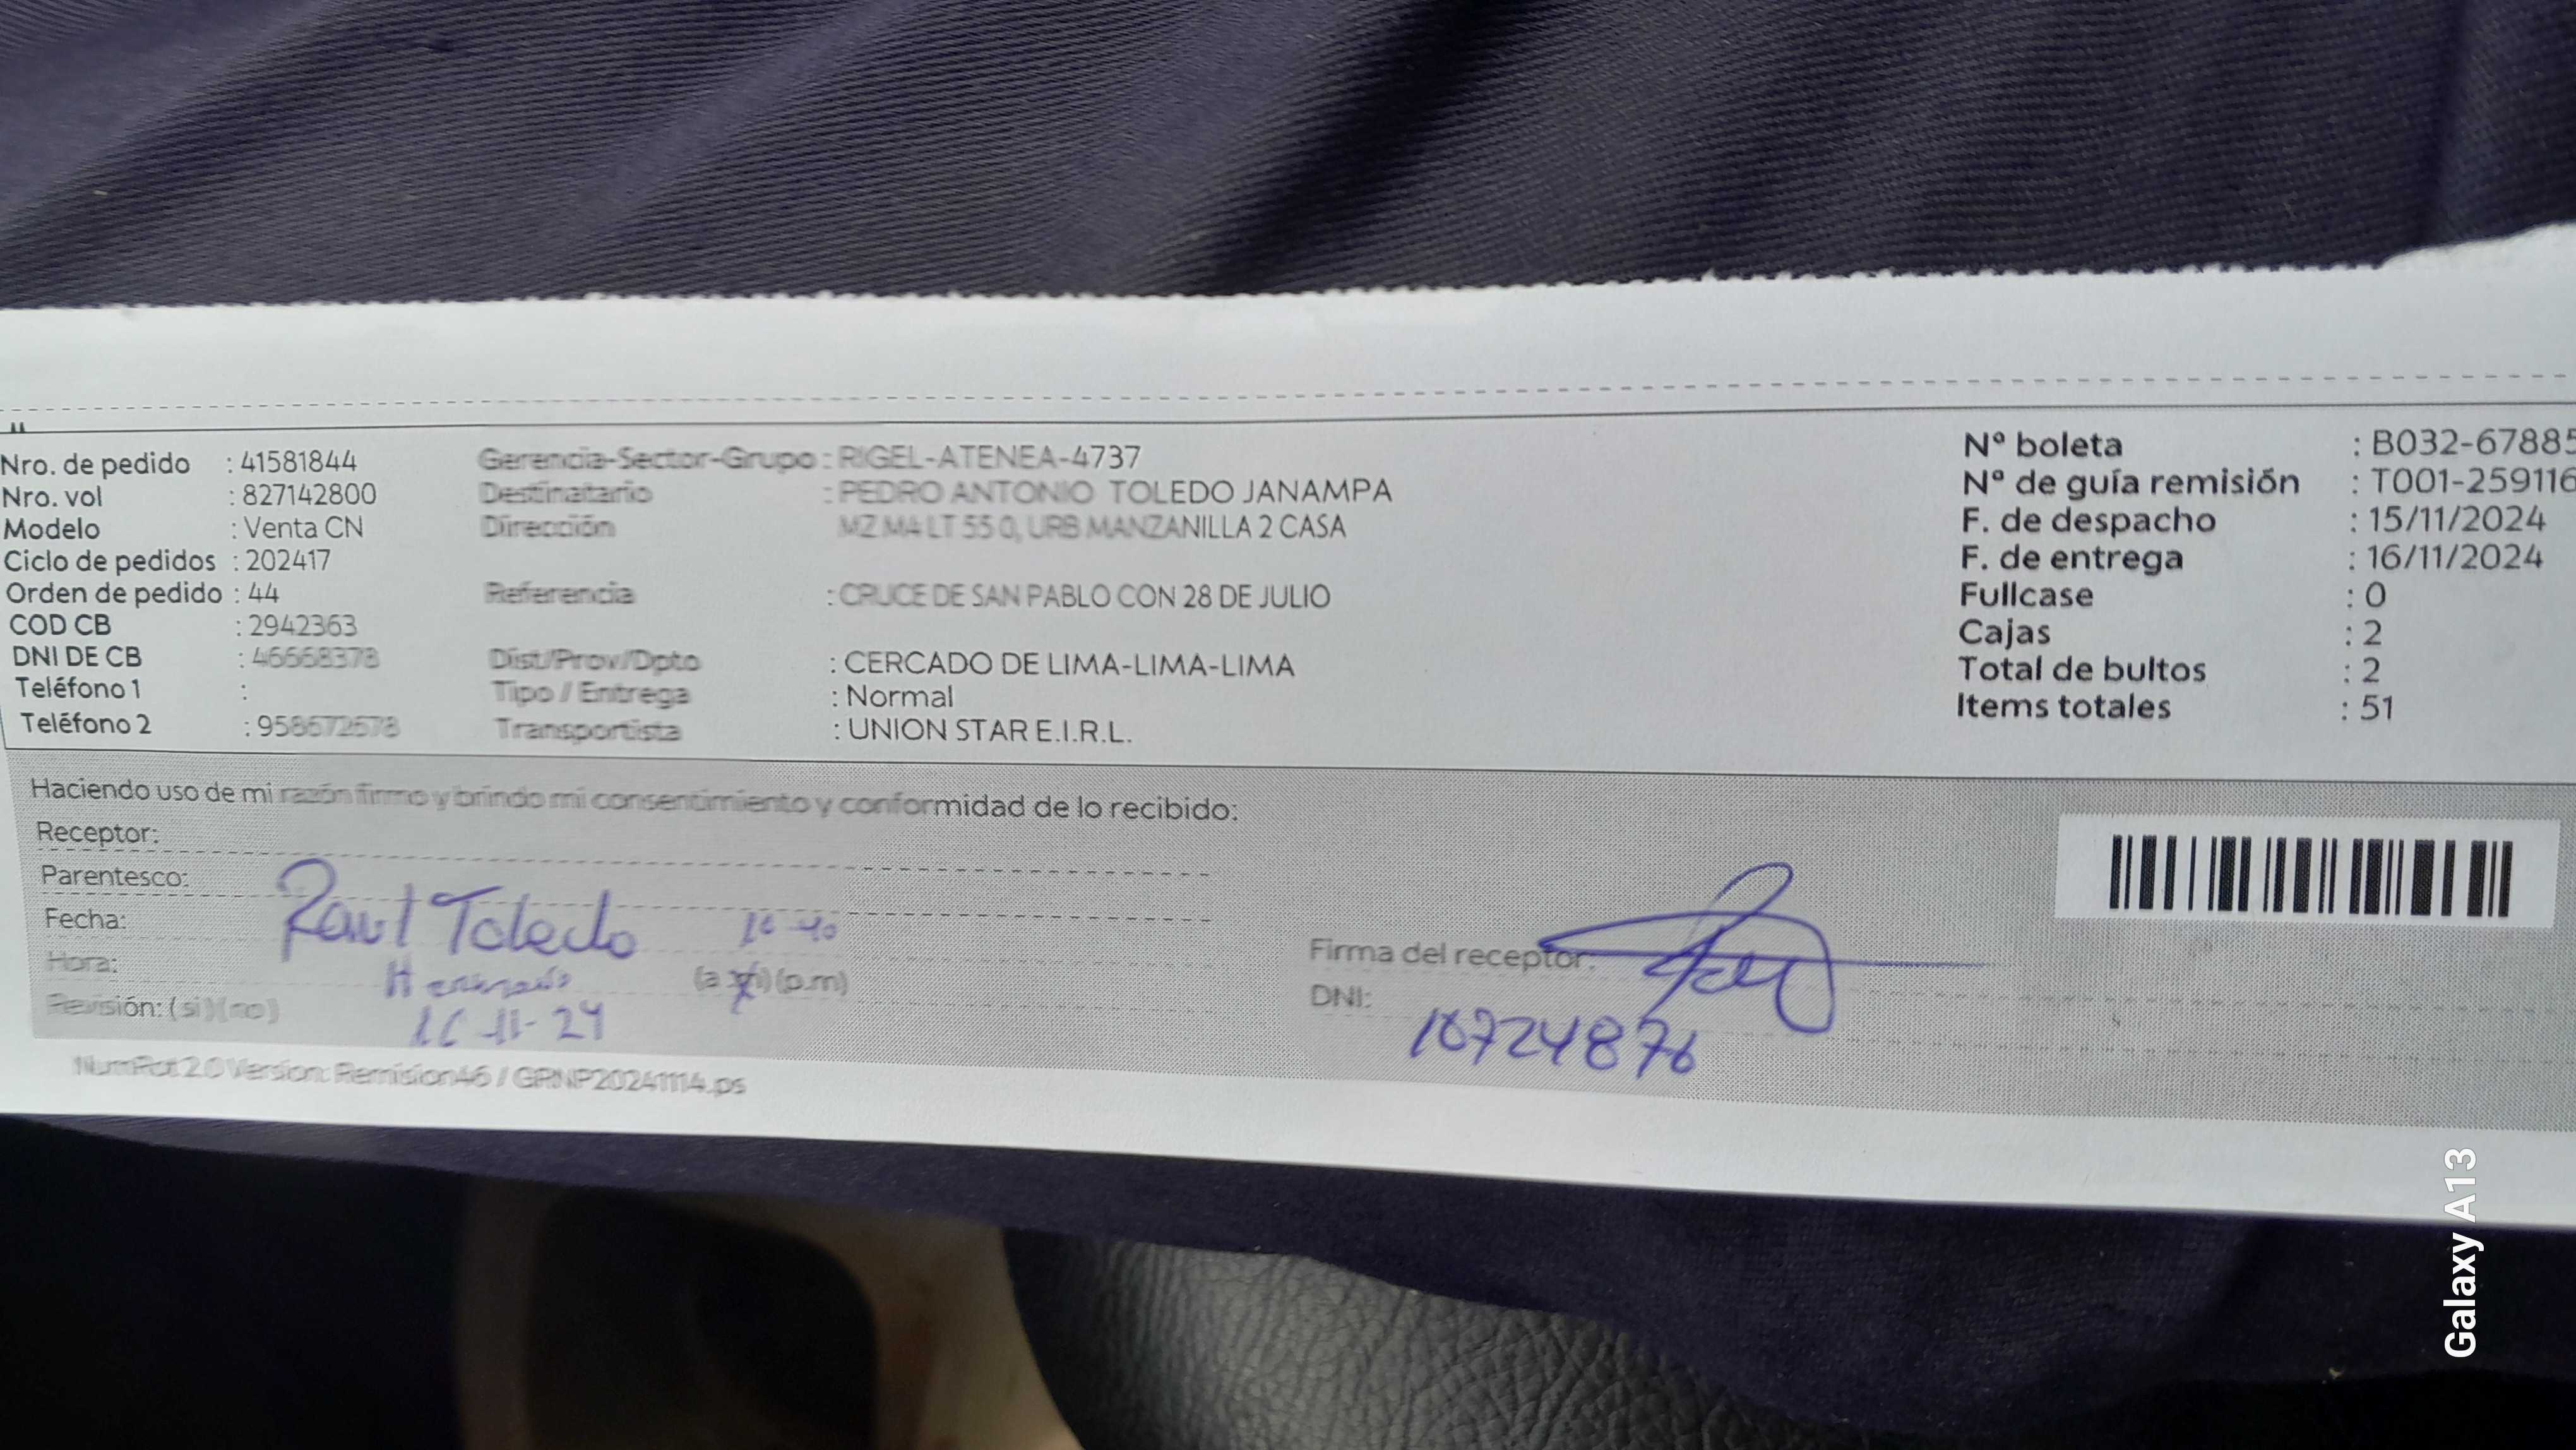 Nro. de pedido : 41581844
Nro. vol : 827142800
Modelo : Venta CN
Ciclo de pedidos : 202417
Orden de pedido : 44
COD CB : 2942363
DNI DE CB : 46668378
Teléfono 1 :
Teléfono 2 : 958672678
Gerencia-Sector-Grupo : RIGEL-ATENEA-4737
Destinatario : PEDRO ANTONIO TOLEDO JANAMPA
Dirección MZ M4 LT 55 0, URB MANZANILLA 2 CASA
Referencia : CRUCE DE SAN PABLO CON 28 DE JULIO
Dist/Prov/Dpto : CERCADO DE LIMA-LIMA-LIMA
Tipo / Entrega : Normal
Transportista : UNION STAR E.I.R.L.
Nº boleta : B032-67885
Nº de guía remisión : T001-259116
F. de despacho : 15/11/2024
F. de entrega : 16/11/2024
Fullcase : 0
Cajas : 2
Total de bultos : 2
Items totales : 51
Haciendo uso de mi razón firmo y brindo mi consentimiento y conformidad de lo recibido:
Receptor:
Parentesco:
Fecha: Raul Toledo 10-40
Hora: Hermano (a.m) (p.m)
Revisión: (si) (no) 16-11-24
Firma del receptor:
DNI:
10724876
NumRot 2.0 Version: Remision46 / GRNP20241114.ps
Galaxy A13